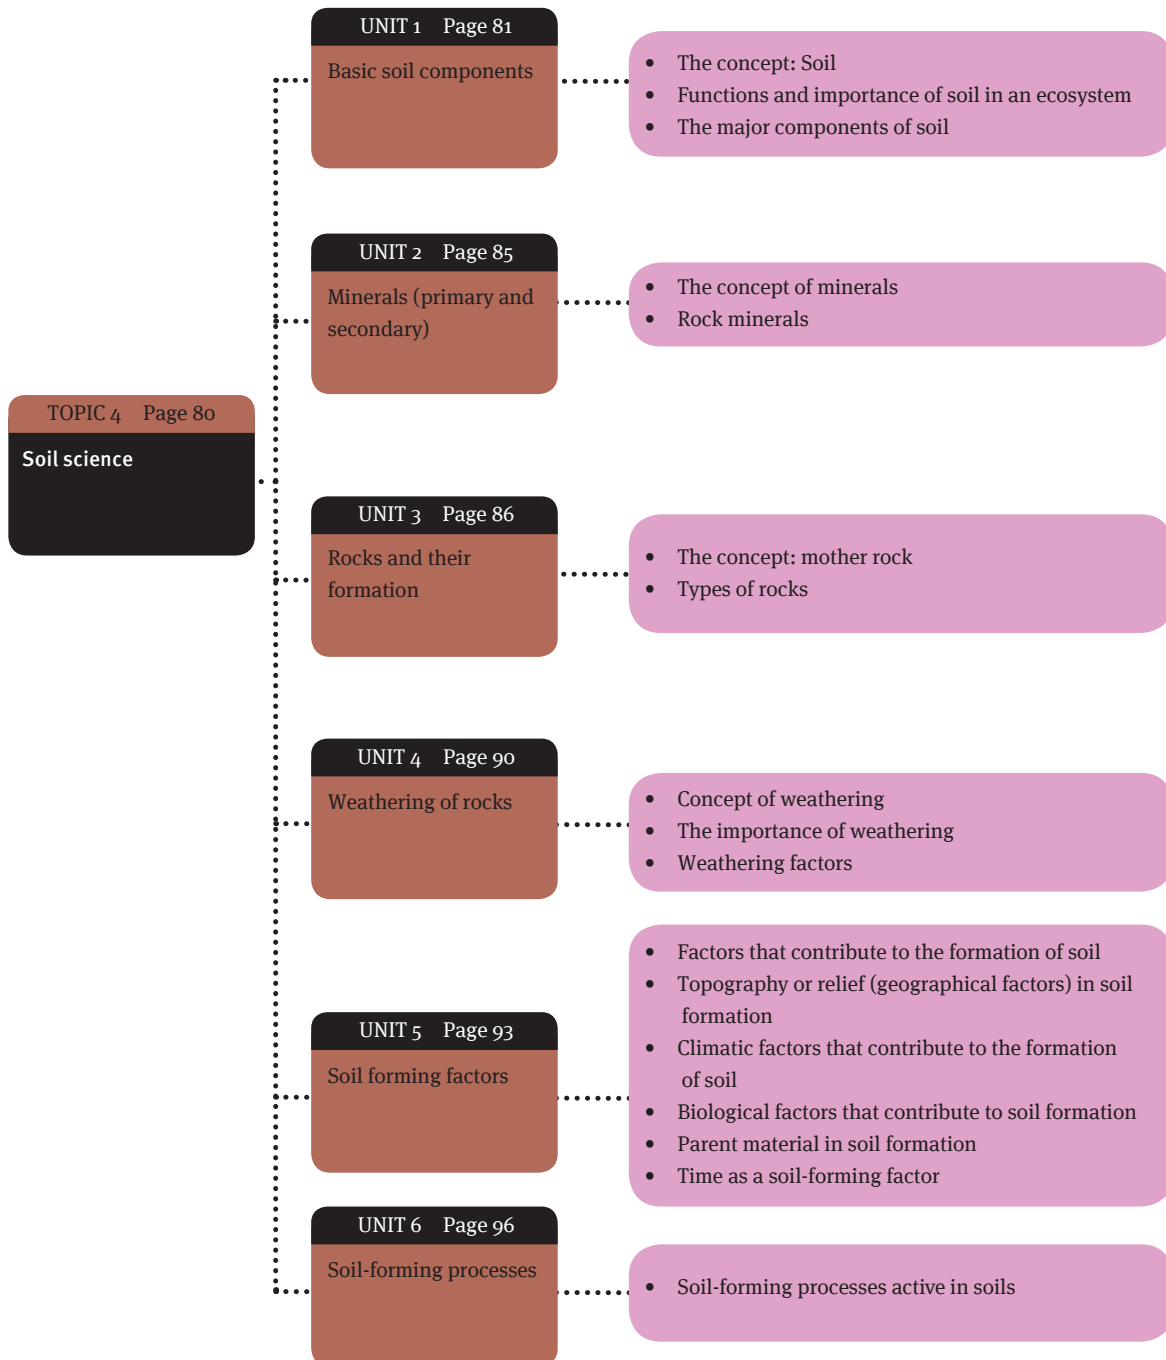 UNIT 1 Page 81
Basic soil components
• The concept: Soil
• Functions and importance of soil in an ecosystem
• The major components of soil
UNIT 2 Page 85
Minerals (primary and
secondary)
• The concept of minerals
• Rock minerals
TOPIC 4 Page 80
Soil science
UNIT 3 Page 86
Rocks and their
formation
• The concept: mother rock
• Types of rocks
UNIT 4 Page 90
Weathering of rocks
• Concept of weathering
• The importance of weathering
• Weathering factors
UNIT 5 Page 93
Soil forming factors
• Factors that contribute to the formation of soil
• Topography or relief (geographical factors) in soil
formation
• Climatic factors that contribute to the formation
of soil
• Biological factors that contribute to soil formation
• Parent material in soil formation
• Time as a soil-forming factor
UNIT 6 Page 96
Soil-forming processes
• Soil-forming processes active in soils